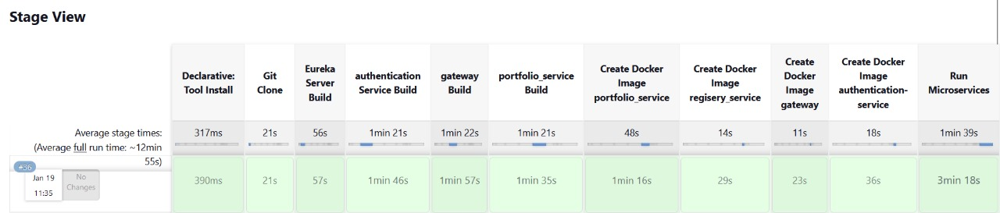 Stage View
Declarative:
Tool Install
Git
Clone
Eureka
Server
Build
authentication
Service Build
gateway
Build
portfolio_service
Build
Create Docker
Image
portfolio_service
Create Docker
Image
regisery_service
Create
Docker
Image
gateway
Create Docker
Image
authentication-
service
Run
Microservices
Average stage times:
(Average full run time: ~12min
55s)
317ms
21s
56s
1min 21s
1min 22s
1min 21s
48s
14s
11s
18s
1min 39s
#36
Jan 19
11:35
No
Changes
390ms
21s
57s
1min 46s
1min 57s
1min 35s
1min 16s
29s
23s
36s
3min 18s